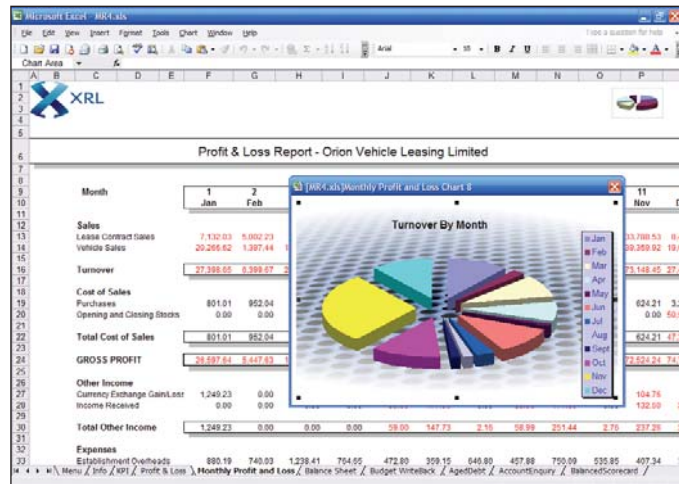 Microsoft Excel - MR4.xls
File Edit View Insert Format Tools Chart Window Help
Type a question for help
Arial 10 B I U
Chart Area fx
A B C D E F G H I J K L M N O P
XRL
Profit & Loss Report - Orion Vehicle Leasing Limited
Month 1 2 11
Jan Feb Nov
[MR4.xls]Monthly Profit and Loss Chart 8
Turnover By Month
Jan
Feb
Mar
Apr
May
Jun
Jul
Aug
Sept
Oct
Nov
Dec
Sales
Lease Contract Sales 7,132.03 5,002.23 33,788.53
Vehicle Sales 20,266.62 1,397.44 39,359.92
Turnover 27,398.65 6,399.67 73,148.45
Cost of Sales
Purchases 801.01 952.04 624.21
Opening and Closing Stocks 0.00 0.00 0.00
Total Cost of Sales 801.01 952.04 624.21
GROSS PROFIT 26,597.64 5,447.63 72,524.24
Other Income
Currency Exchange Gain/Loss 1,249.23 0.00 104.76
Income Received 0.00 0.00 132.50
Total Other Income 1,249.23 0.00 0.00 0.00 59.00 147.73 2.16 58.99 251.44 2.76 237.26
Expenses
Establishment Overheads 880.19 740.03 1,238.41 764.65 472.80 359.15 646.80 457.88 750.09 535.85 407.34
Menu / Info / KPI / Profit & Loss / Monthly Profit and Loss / Balance Sheet / Budget WriteBack / AgedDebt / AccountEnquiry / BalancedScorecard